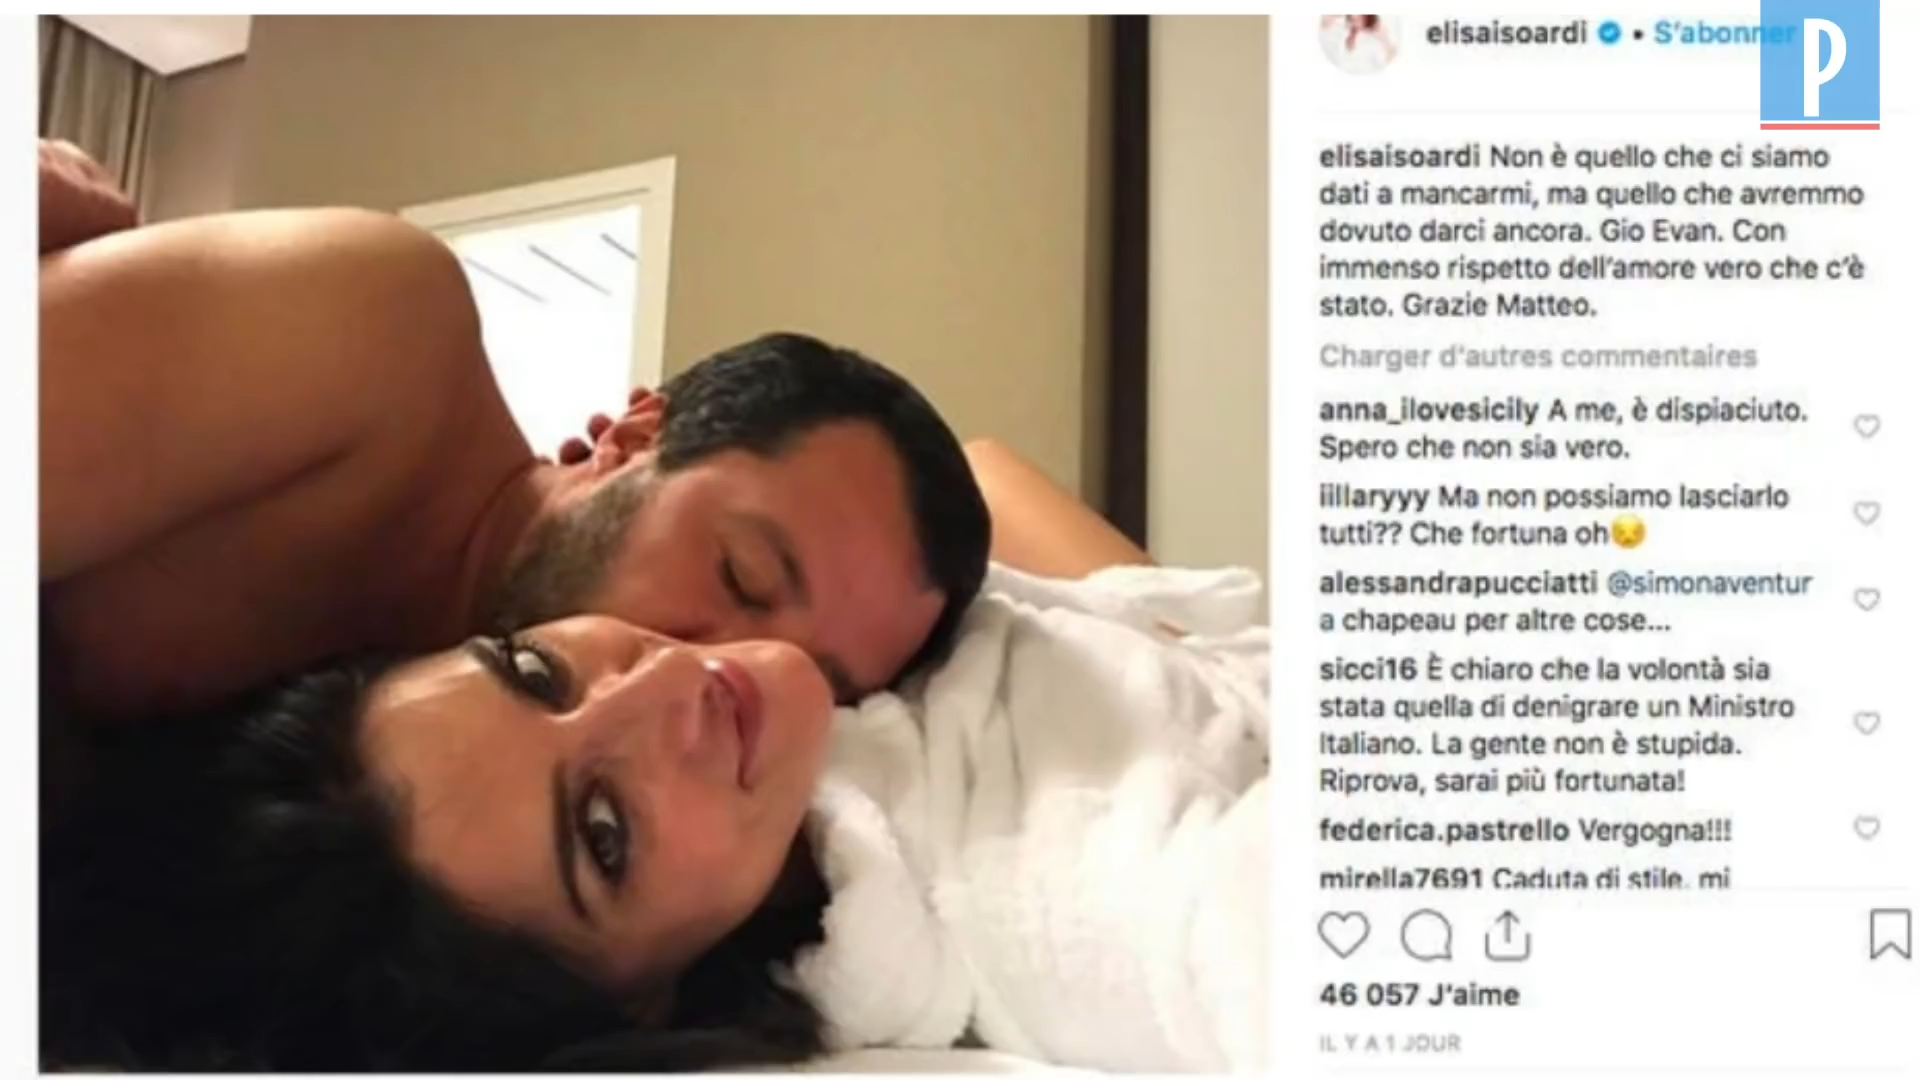 elisaisoardi • S'abonner
P
elisaisoardi Non è quello che ci siamo
dati a mancarmi, ma quello che avremmo
dovuto darci ancora. Gio Evan. Con
immenso rispetto dell'amore vero che c'è
stato. Grazie Matteo.
Charger d'autres commentaires
anna_ilovesicily A me, è dispiaciuto.
Spero che non sia vero.
iillaryyy Ma non possiamo lasciarlo
tutti?? Che fortuna oh😒
alessandrapucciatti @simonaventur
a chapeau per altre cose...
sicci16 È chiaro che la volontà sia
stata quella di denigrare un Ministro
Italiano. La gente non è stupida.
Riprova, sarai più fortunata!
federica.pastrello Vergogna!!!
mirella7691 Caduta di stile, mi
46 057 J'aime
IL Y A 1 JOUR